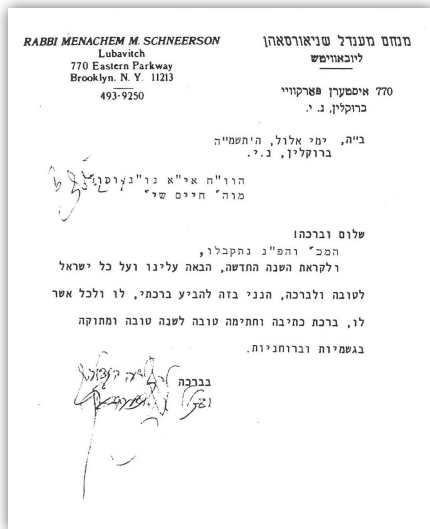 RABBI MENACHEM M. SCHNEERSON
Lubavitch
770 Eastern Parkway
Brooklyn. N. Y. 11213
493-9250
מנחם מענדל שניאורסאהן
ליובאוויטש
770 איסטערן פארקוויי
ברוקלין, נ. י.
ב"ה, ימי אלול, ה'תשמ"ה
ברוקלין, נ.י.
הוו"ח אי"א נו"נ עוסק
מוה' חיים שי'
שלום וברכה!
המכ' והפ"נ נתקבלו,
ולקראת השנה החדשה, הבאה עלינו ועל כל ישראל
לטובה ולברכה, הנני בזה להביע ברכתי, לו ולכל אשר
לו, ברכת כתיבה וחתימה טובה לשנה טובה ומתוקה
בגשמיות וברוחניות.
בברכה